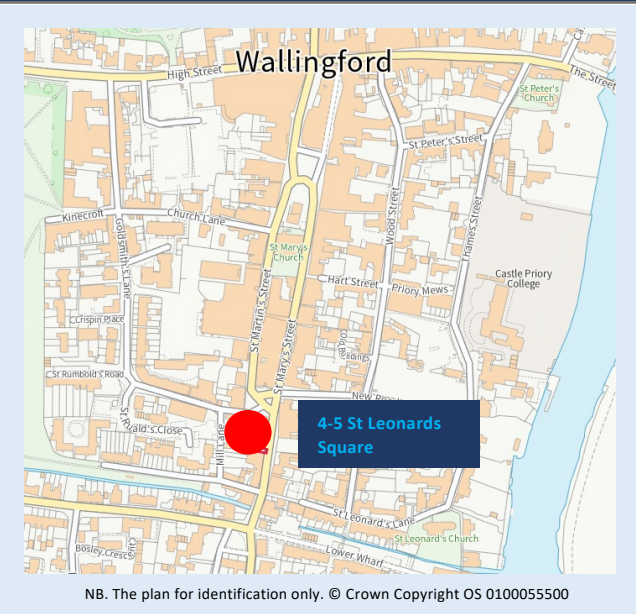 Wallingford
High Street
The Street
St Peter's
Church
St Peter's Street
Kinecroft
Church Lane
Goldsmith's Lane
St Mary's
Church
Wood Street
Thames Street
Castle Priory
College
Hart Street
Priory Mews
St Martin's Street
St Mary's Street
Crispin Place
St Rumbold's Road
4-5 St Leonards
Square
Mill Lane
St Leonard's Lane
St Leonard's Church
Lower Wharf
NB. The plan for identification only. © Crown Copyright OS 0100055500